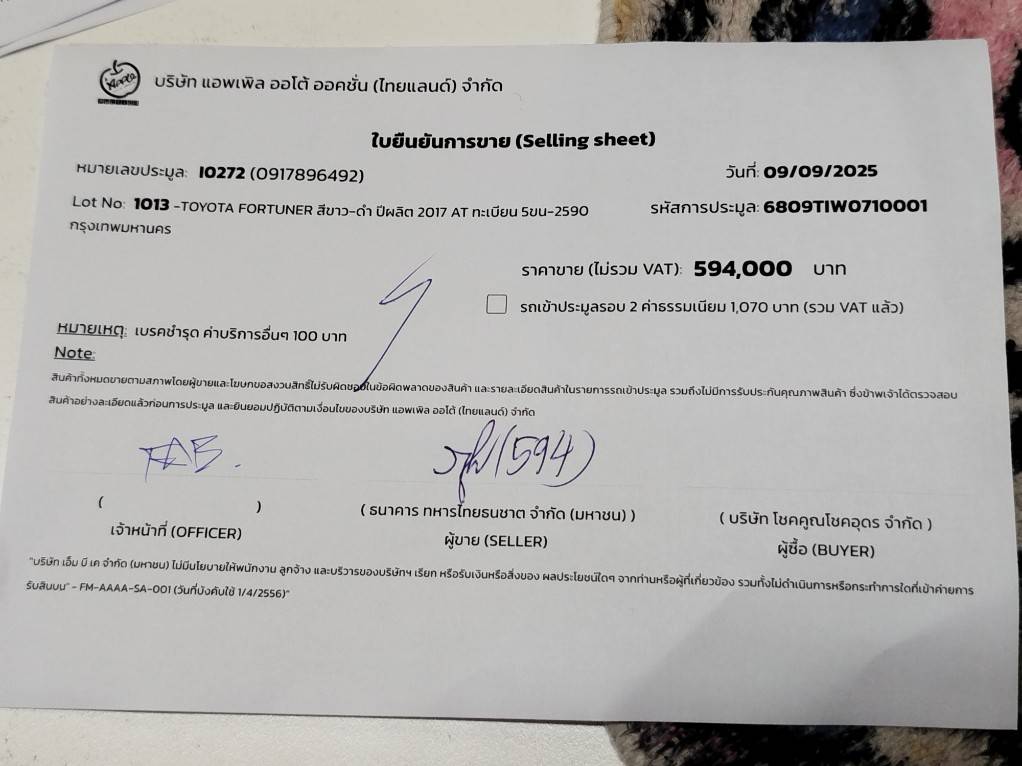 Apple
บริษัท แอพเพิล ออโต้ ออคชั่น (ไทยแลนด์) จำกัด
ใบยืนยันการขาย (Selling sheet)
หมายเลขประมูล: I0272 (0917896492)
วันที่: 09/09/2025
Lot No: 1013 -TOYOTA FORTUNER สีขาว-ดำ ปีผลิต 2017 AT ทะเบียน 5ขน-2590
กรุงเทพมหานคร
รหัสการประมูล: 6809TIW0710001
ราคาขาย (ไม่รวม VAT): 594,000 บาท
รถเข้าประมูลรอบ 2 ค่าธรรมเนียม 1,070 บาท (รวม VAT แล้ว)
หมายเหตุ: เบรคชำรุด ค่าบริการอื่นๆ 100 บาท
Note:
สินค้าทั้งหมดขายตามสภาพโดยผู้ขายและโฆษกขอสงวนสิทธิ์ไม่รับผิดชอบในข้อผิดพลาดของสินค้า และรายละเอียดสินค้าในรายการรถเข้าประมูล รวมถึงไม่มีการรับประกันคุณภาพสินค้า ซึ่งข้าพเจ้าได้ตรวจสอบ
สินค้าอย่างละเอียดแล้วก่อนการประมูล และยินยอมปฏิบัติตามเงื่อนไขของบริษัท แอพเพิล ออโต้ (ไทยแลนด์) จำกัด
(594)
( )
เจ้าหน้าที่ (OFFICER)
( ธนาคาร ทหารไทยธนชาต จำกัด (มหาชน) )
ผู้ขาย (SELLER)
( บริษัท โชคคูณโชคอุดร จำกัด )
ผู้ซื้อ (BUYER)
"บริษัท เอ็ม บี เค จำกัด (มหาชน) ไม่มีนโยบายให้พนักงาน ลูกจ้าง และบริวารของบริษัทฯ เรียก หรือรับเงินหรือสิ่งของ ผลประโยชน์ใดๆ จากท่านหรือผู้ที่เกี่ยวข้อง รวมทั้งไม่ดำเนินการหรือกระทำการใดที่เข้าค่ายการ
รับสินบน" - FM-AAAA-SA-001 (วันที่บังคับใช้ 1/4/2556)"